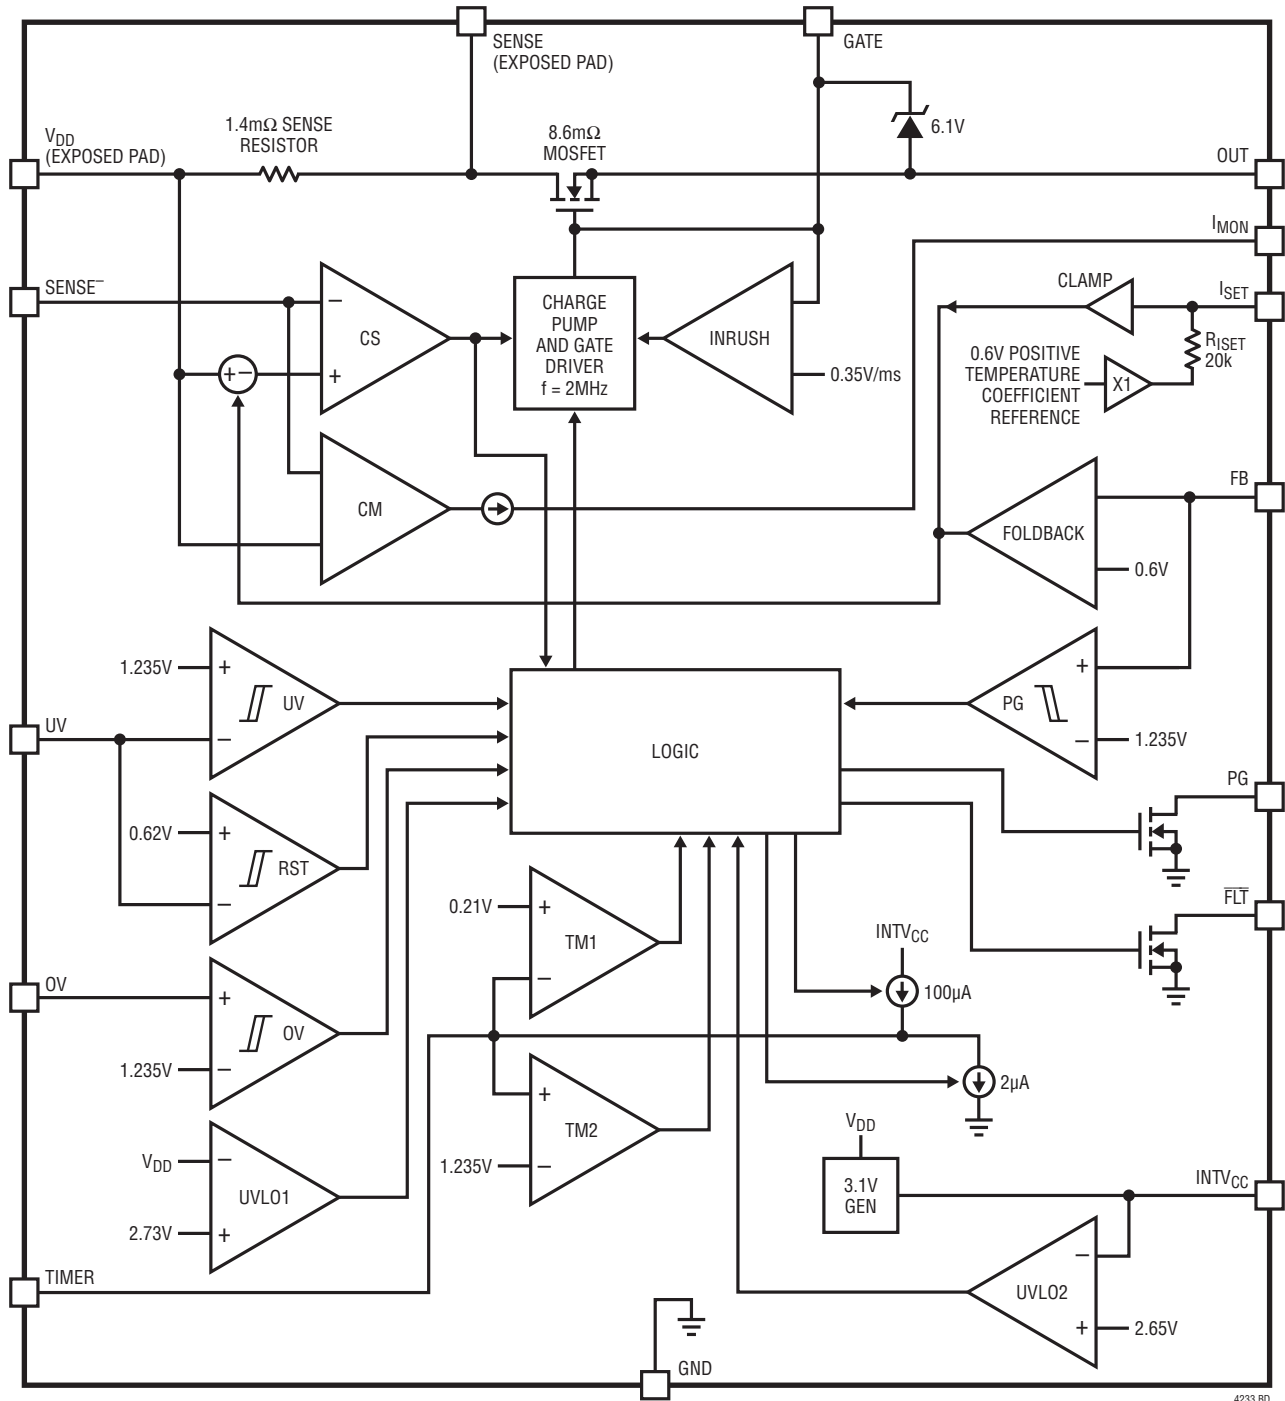 SENSE
(EXPOSED PAD)
GATE
VDD
(EXPOSED PAD)
1.4mΩ SENSE
RESISTOR
8.6mΩ
MOSFET
6.1V
OUT
IMON
SENSE–
CS
–
+
+ –
CHARGE
PUMP
AND GATE
DRIVER
f = 2MHz
INRUSH
0.35V/ms
CLAMP
ISET
RISET
20k
0.6V POSITIVE
TEMPERATURE
COEFFICIENT
REFERENCE
X1
CM
FB
FOLDBACK
0.6V
1.235V
+
UV
–
UV
LOGIC
+
PG
–
1.235V
PG
0.62V
+
RST
–
FLT
0.21V
+
TM1
–
INTVCC
100µA
OV
+
OV
1.235V
–
2µA
+
TM2
1.235V
–
VDD
–
UVLO1
2.73V
+
VDD
3.1V
GEN
INTVCC
–
UVLO2
+
2.65V
TIMER
GND
4233 BD